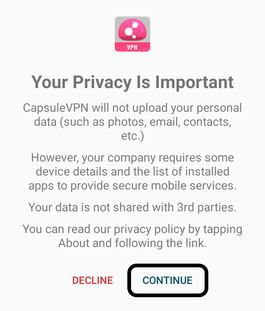 VPN
Your Privacy Is Important
CapsuleVPN will not upload your personal
data (such as photos, email, contacts,
etc.)
However, your company requires some
device details and the list of installed
apps to provide secure mobile services.
Your data is not shared with 3rd parties.
You can read our privacy policy by tapping
About and following the link.
DECLINE CONTINUE